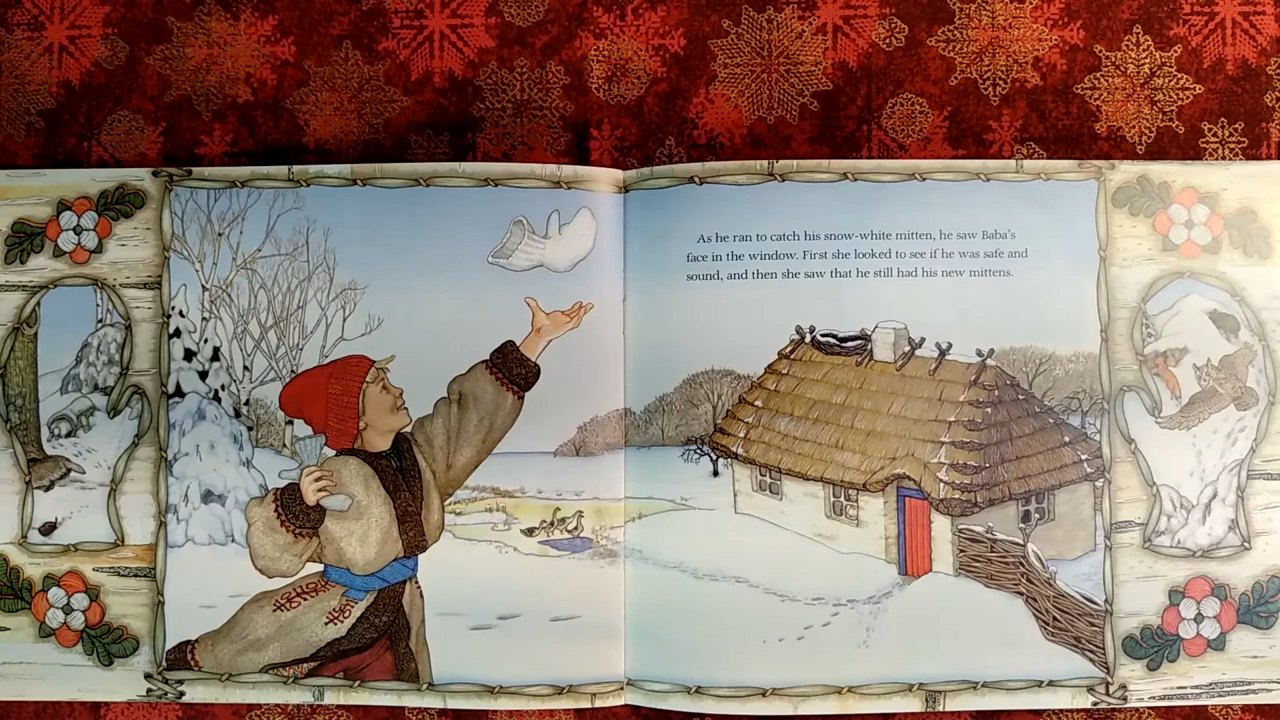 As he ran to catch his snow-white mitten, he saw Baba's
face in the window. First she looked to see if he was safe and
sound, and then she saw that he still had his new mittens.